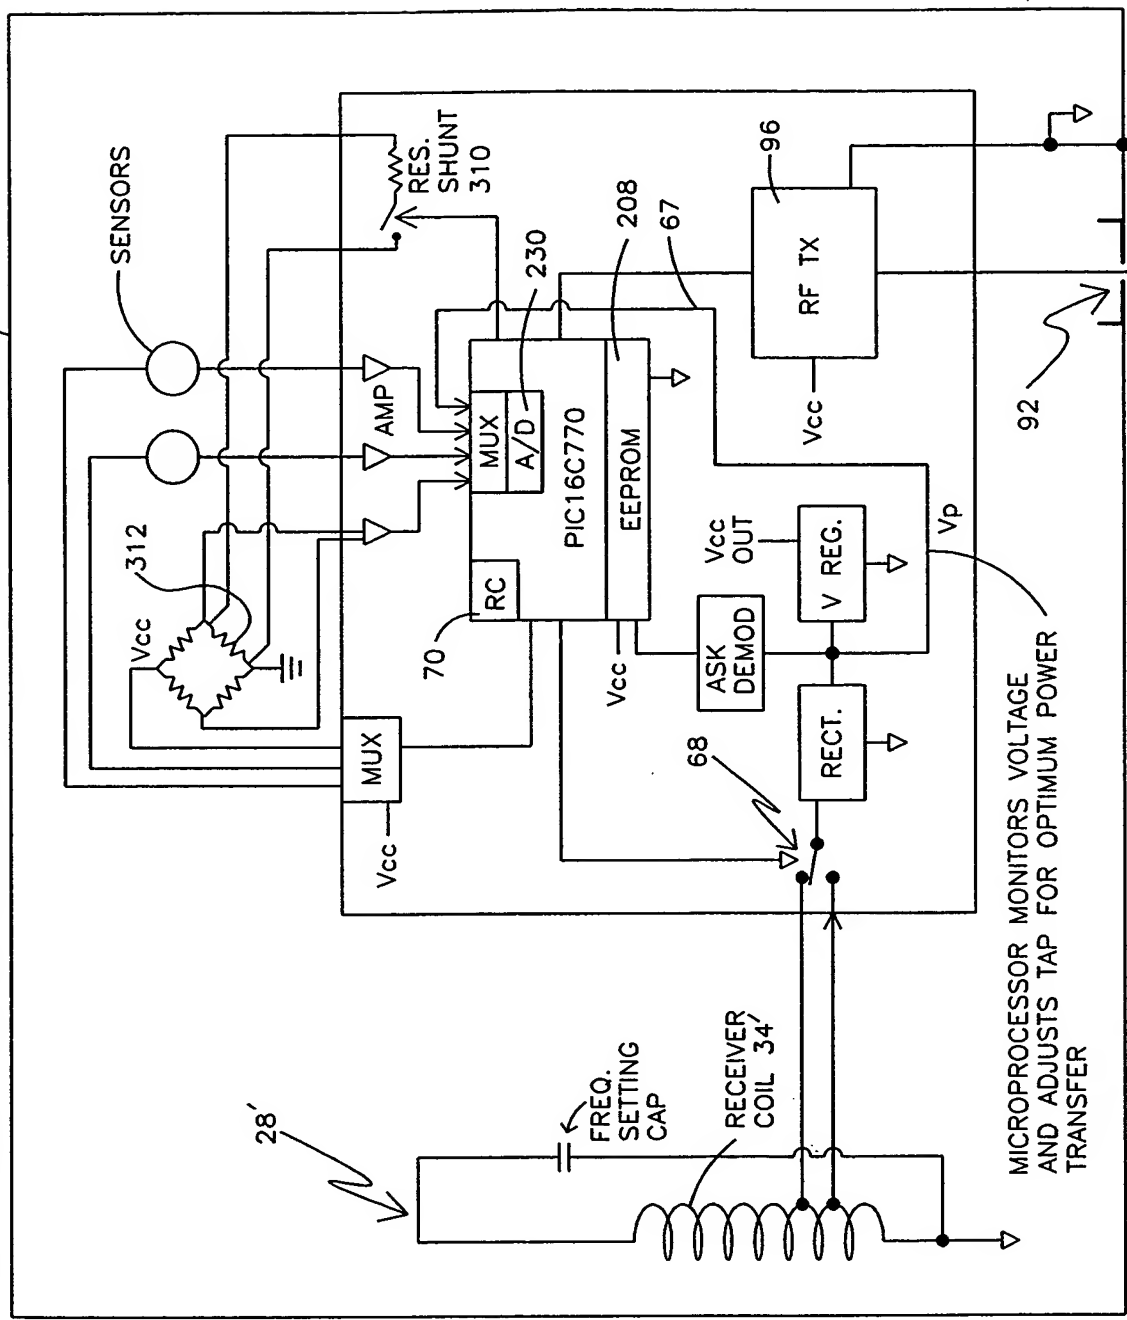 28'
FREQ.
SETTING
CAP
RECEIVER
COIL 34'
MICROPROCESSOR MONITORS VOLTAGE
AND ADJUSTS TAP FOR OPTIMUM POWER
TRANSFER
Vcc
MUX
Vcc
312
SENSORS
AMP
RES.
SHUNT
310
70
RC
MUX
A/D
230
PIC16C770
EEPROM
208
67
Vcc
68
ASK
DEMOD
RECT.
V REG.
Vcc
OUT
Vp
Vcc
RF TX
96
92